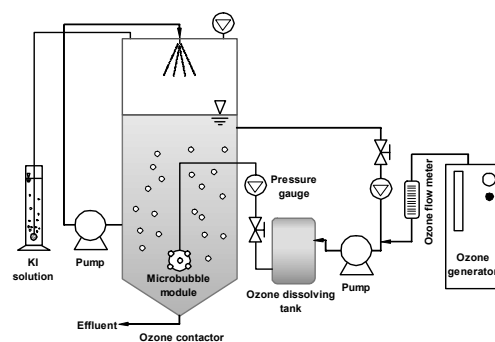 Pressure
gauge
Ozone flow meter
KI
solution
Pump
Microbubble
module
Ozone dissolving
tank
Pump
Ozone
generator
Effluent
Ozone contactor